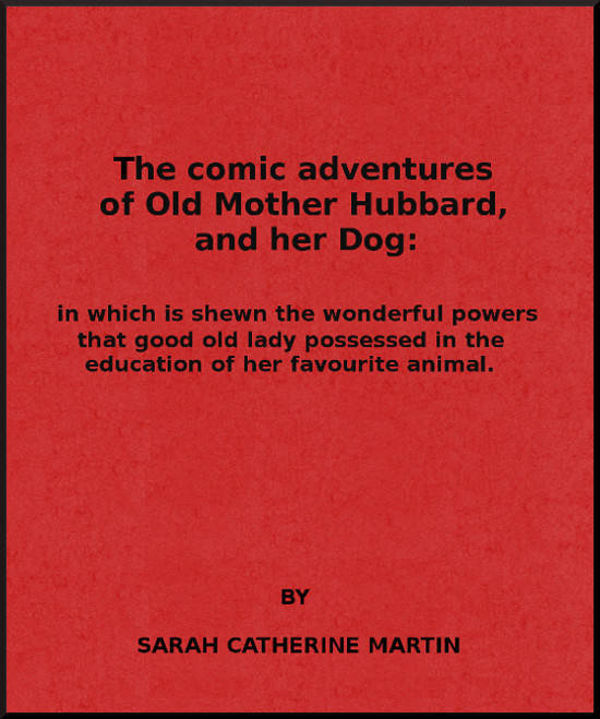 The comic adventures
of Old Mother Hubbard,
and her Dog:
in which is shewn the wonderful powers
that good old lady possessed in the
education of her favourite animal.
BY
SARAH CATHERINE MARTIN